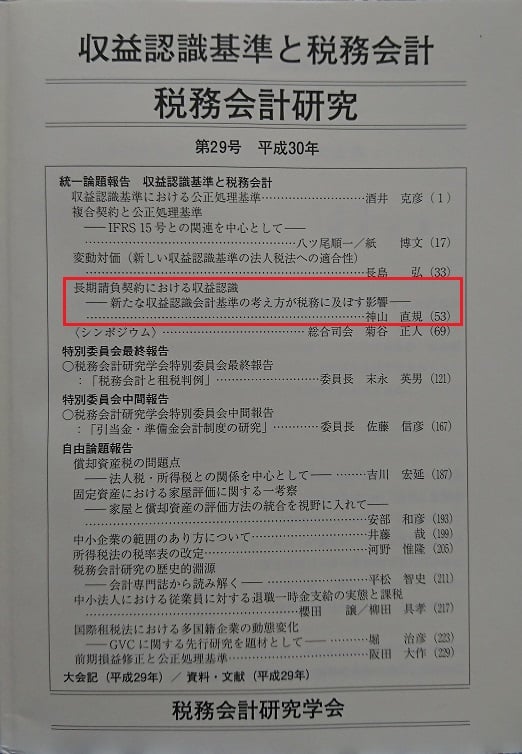 収益認識基準と税務会計
税務会計研究
第29号 平成30年
統一論題報告 収益認識基準と税務会計
収益認識基準における公正処理基準……………………酒井 克彦（1）
複合契約と公正処理基準
――IFRS 15号との関連を中心として――
……………………………………八ツ尾順一／紙 博文（17）
変動対価（新しい収益認識基準の法人税法への適合性）
……………………………………………長島 弘（33）
長期請負契約における収益認識
――新たな収益認識会計基準の考え方が税務に及ぼす影響――
……………………………………………神山 直規（53）
〈シンポジウム〉……………………総合司会 菊谷 正人（69）
特別委員会最終報告
○税務会計研究学会特別委員会最終報告
：「税務会計と租税判例」………………委員長 末永 英男（121）
特別委員会中間報告
○税務会計研究学会特別委員会中間報告
：「引当金・準備金会計制度の研究」…………委員長 佐藤 信彦（167）
自由論題報告
償却資産税の問題点
――法人税・所得税との関係を中心として――………吉川 宏延（187）
固定資産における家屋評価に関する一考察
――家屋と償却資産の評価方法の統合を視野に入れて――
……………………………………………安部 和彦（193）
中小企業の範囲のあり方について……………………井藤 哉（199）
所得税法の税率表の改定………………………………河野 惟隆（205）
税務会計研究の歴史的淵源
――会計専門誌から読み解く――……………………平松 智史（211）
中小法人における従業員に対する退職一時金支給の実態と課税
……………………………………櫻田 譲／柳田 具孝（217）
国際租税法における多国籍企業の動態変化
――GVCに関する先行研究を題材として――…………堀 治彦（223）
前期損益修正と公正処理基準…………………………阪田 大作（229）
大会記（平成29年）／資料・文献（平成29年）
税務会計研究学会